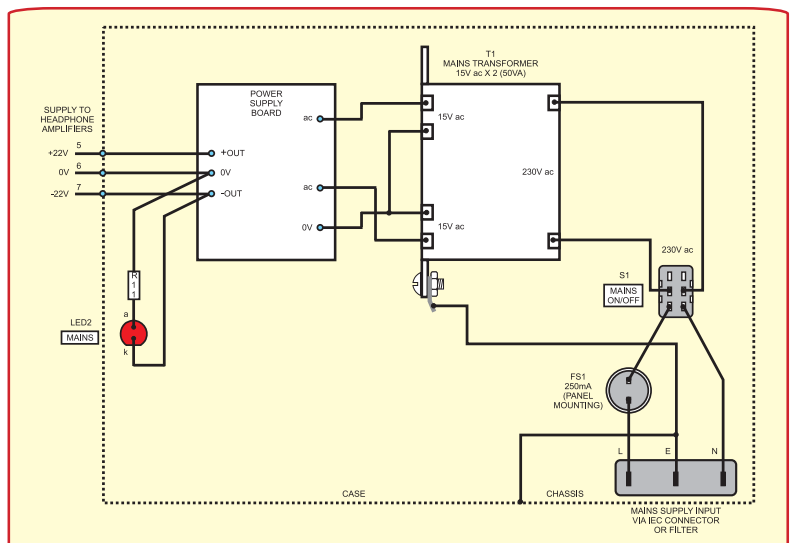 T1
MAINS TRANSFORMER
15V ac X 2 (50VA)
POWER
SUPPLY
BOARD
ac
15V ac
SUPPLY TO
HEADPHONE
AMPLIFIERS
+22V
5
+OUT
0V
6
0V
230V ac
-22V
7
-OUT
ac
0V
15V ac
230V ac
S1
MAINS
ON/OFF
R11
a
LED2
MAINS
k
FS1
250mA
(PANEL
MOUNTING)
L
E
N
CASE
CHASSIS
MAINS SUPPLY INPUT
VIA IEC CONNECTOR
OR FILTER